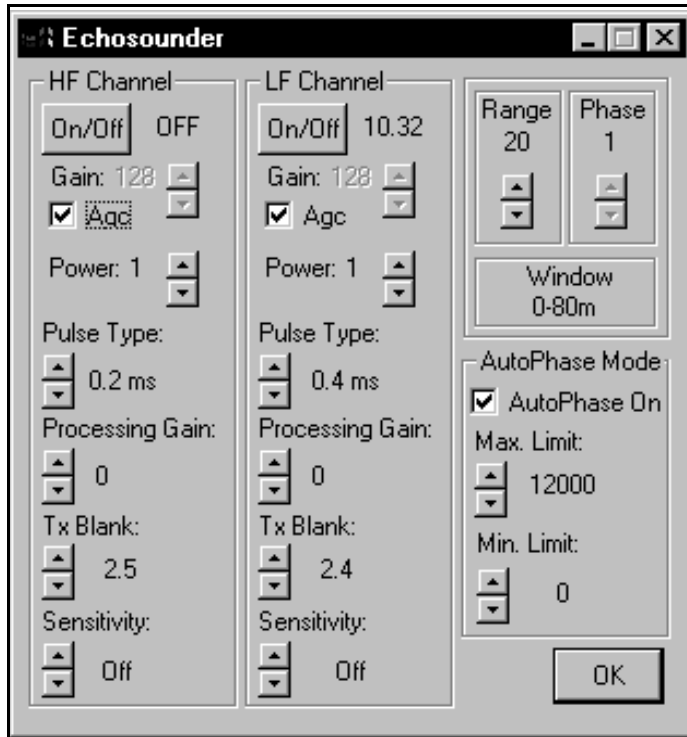 Echosounder
HF Channel
On/Off OFF
Gain: 128
Agc
Power: 1
Pulse Type:
0.2 ms
Processing Gain:
0
Tx Blank:
2.5
Sensitivity:
Off
LF Channel
On/Off 10.32
Gain: 128
Agc
Power: 1
Pulse Type:
0.4 ms
Processing Gain:
0
Tx Blank:
2.4
Sensitivity:
Off
Range
20
Phase
1
Window
0-80m
AutoPhase Mode
AutoPhase On
Max. Limit:
12000
Min. Limit:
0
OK